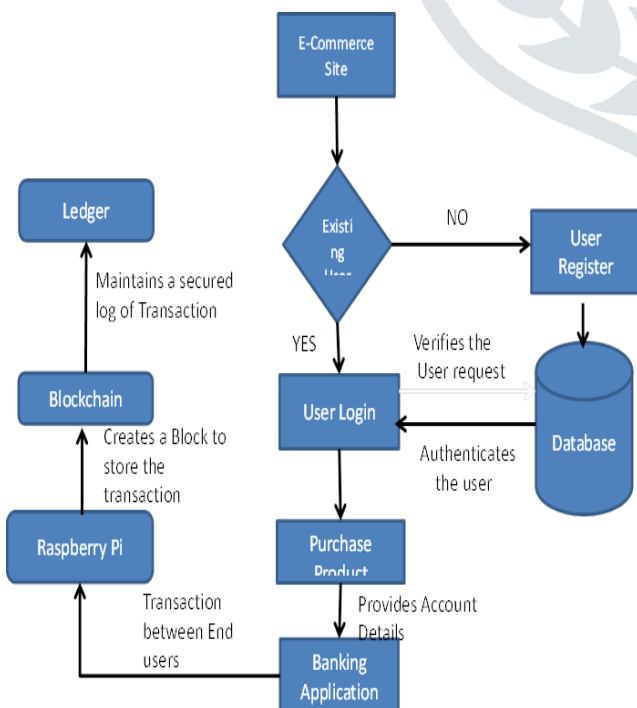 E-Commerce
Site
Existi
ng
User
NO
User
Register
YES
Verifies the
User request
User Login
Authenticates
the user
Database
Purchase
Product
Provides Account
Details
Banking
Application
Transaction
between End
users
Raspberry Pi
Creates a Block to
store the
transaction
Blockchain
Maintains a secured
log of Transaction
Ledger